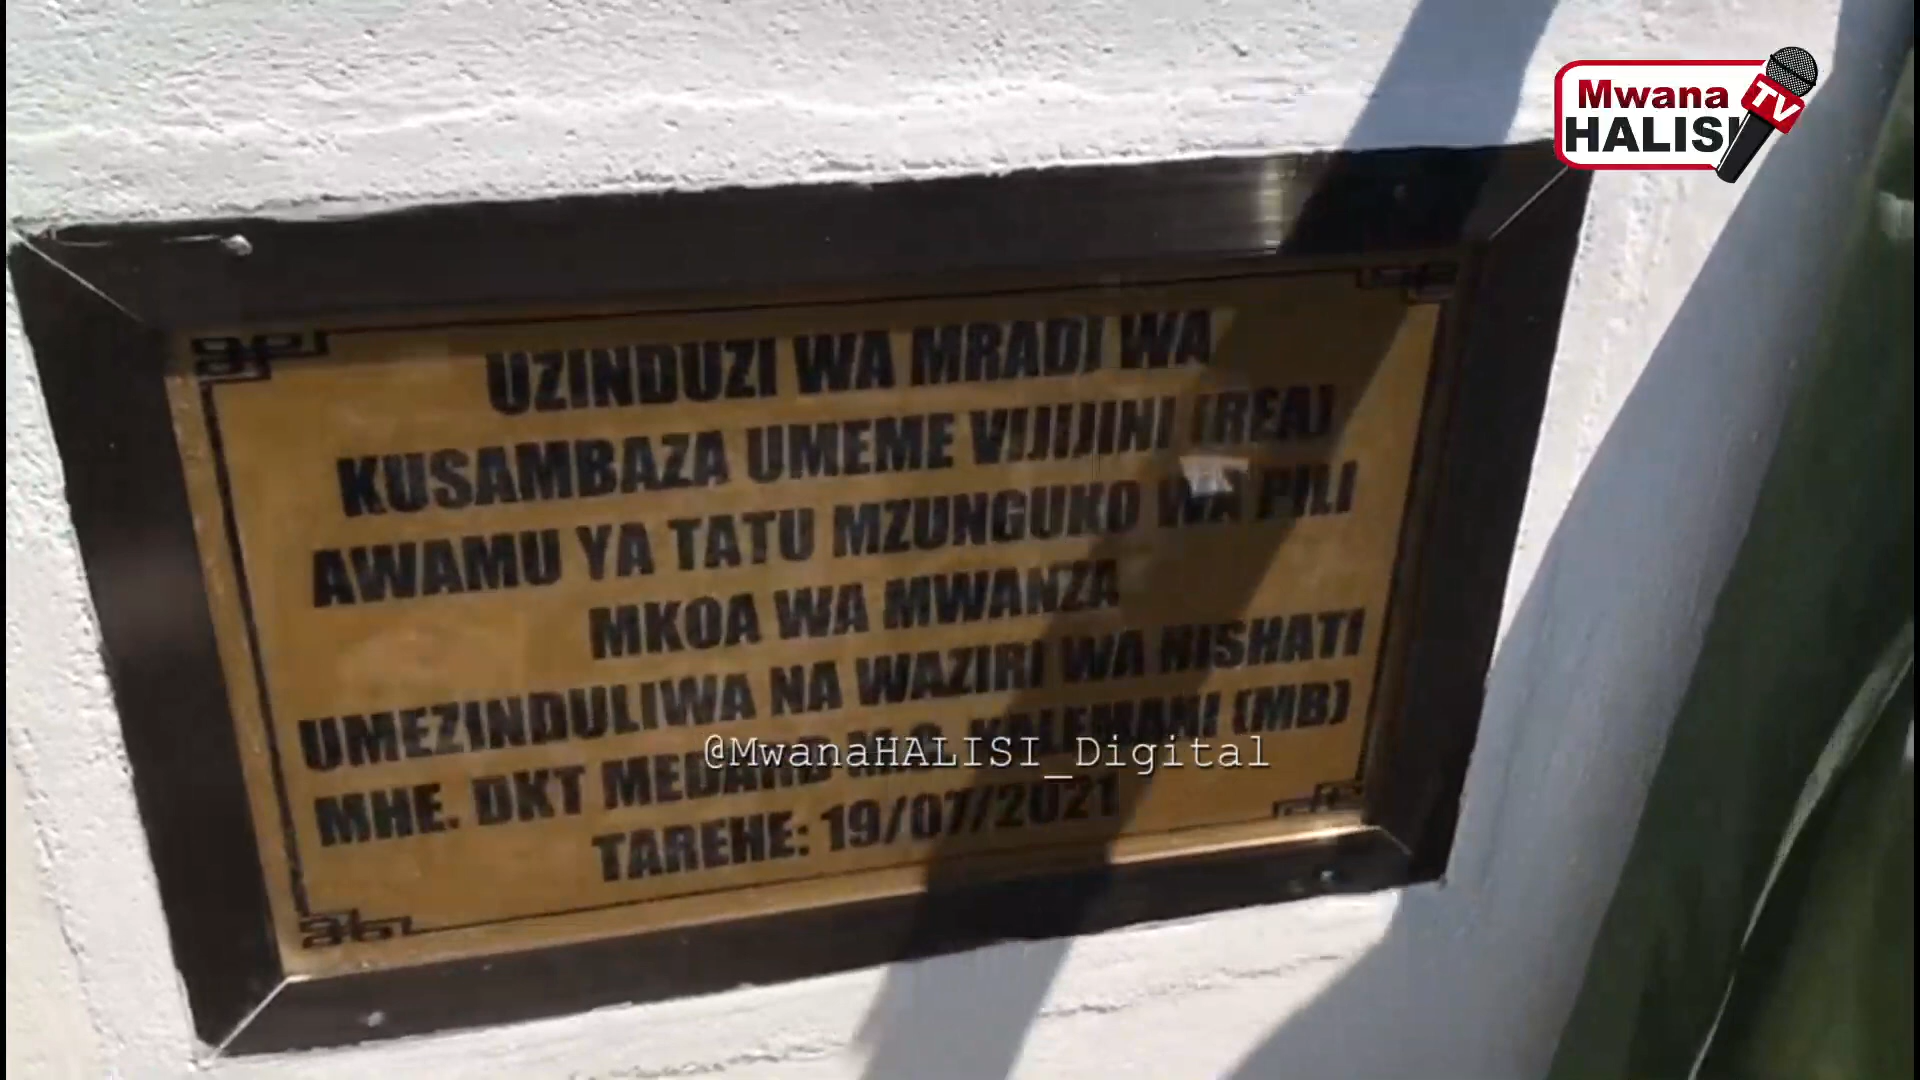 Mwana
HALISI
TV
UZINDUZI WA MRADI WA
KUSAMBAZA UMEME VIJIJINI (REA)
AWAMU YA TATU MZUNGUKO WA PILI
MKOA WA MWANZA
UMEZINDULIWA NA WAZIRI WA NISHATI
MHE. DKT MEDARD KALEMANI (MB)
@MwanaHALISI_Digital
TAREHE: 19/07/2021